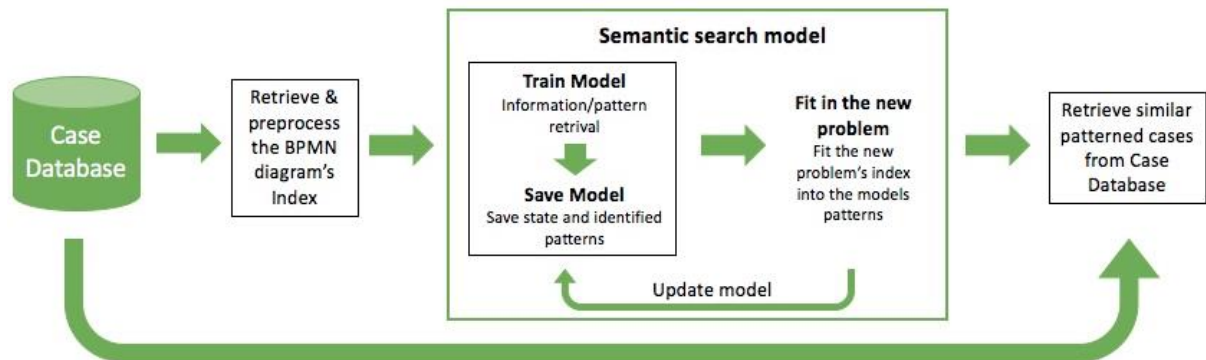 Case
Database
Retrieve &
preprocess
the BPMN
diagram's
Index
Semantic search model
Train Model
Information/pattern
retrival
Save Model
Save state and identified
patterns
Fit in the new
problem
Fit the new
problem's index
into the models
patterns
Update model
Retrieve similar
patterned cases
from Case
Database